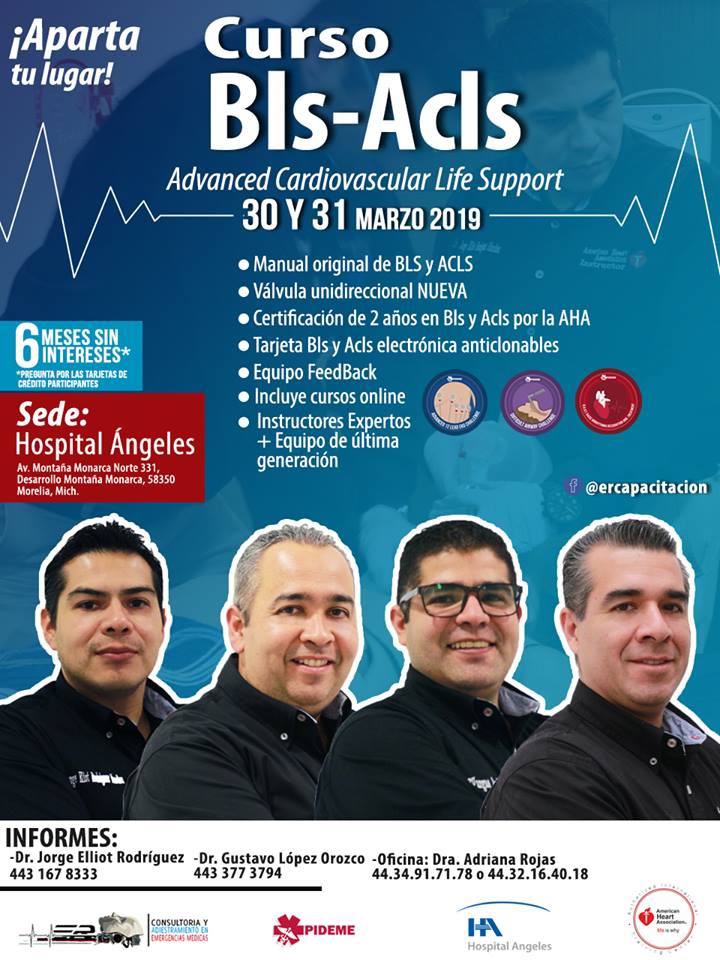 ¡Aparta
tu lugar!
Curso
Bls-Acls
Advanced Cardiovascular Life Support
30 Y 31 MARZO 2019
● Manual original de BLS y ACLS
● Válvula unidireccional NUEVA
● Certificación de 2 años en Bls y Acls por la AHA
● Tarjeta Bls y Acls electrónica anticlonables
● Equipo FeedBack
● Incluye cursos online
● Instructores Expertos
+ Equipo de última
generación
6 MESES SIN
INTERESES*
*PREGUNTA POR LAS TARJETAS DE
CRÉDITO PARTICIPANTES
Sede:
Hospital Ángeles
Av. Montaña Monarca Norte 331,
Desarrollo Montaña Monarca, 58350
Morelia, Mich.
American Heart
Association
Instructor
@ercapacitacion
INFORMES:
-Dr. Jorge Elliot Rodríguez
443 167 8333
-Dr. Gustavo López Orozco
443 377 3794
-Oficina: Dra. Adriana Rojas
44.34.91.71.78 o 44.32.16.40.18
CONSULTORIA Y
ADIESTRAMIENTO EN
EMERGENCIAS MEDICAS
PIDEME
HA
Hospital Angeles
American
Heart
Association.
life is why